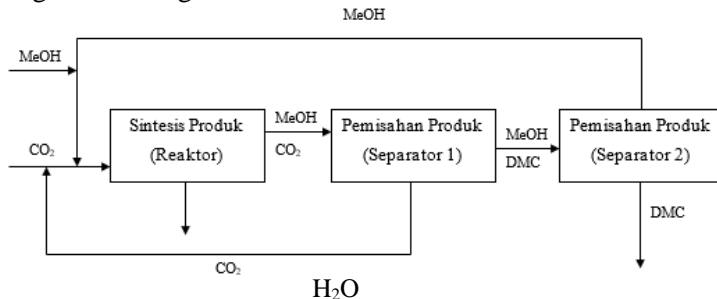 MeOH
MeOH
Sintesis Produk
(Reaktor)
MeOH
CO₂
Pemisahan Produk
(Separator 1)
MeOH
DMC
Pemisahan Produk
(Separator 2)
CO₂
DMC
CO₂
H₂O